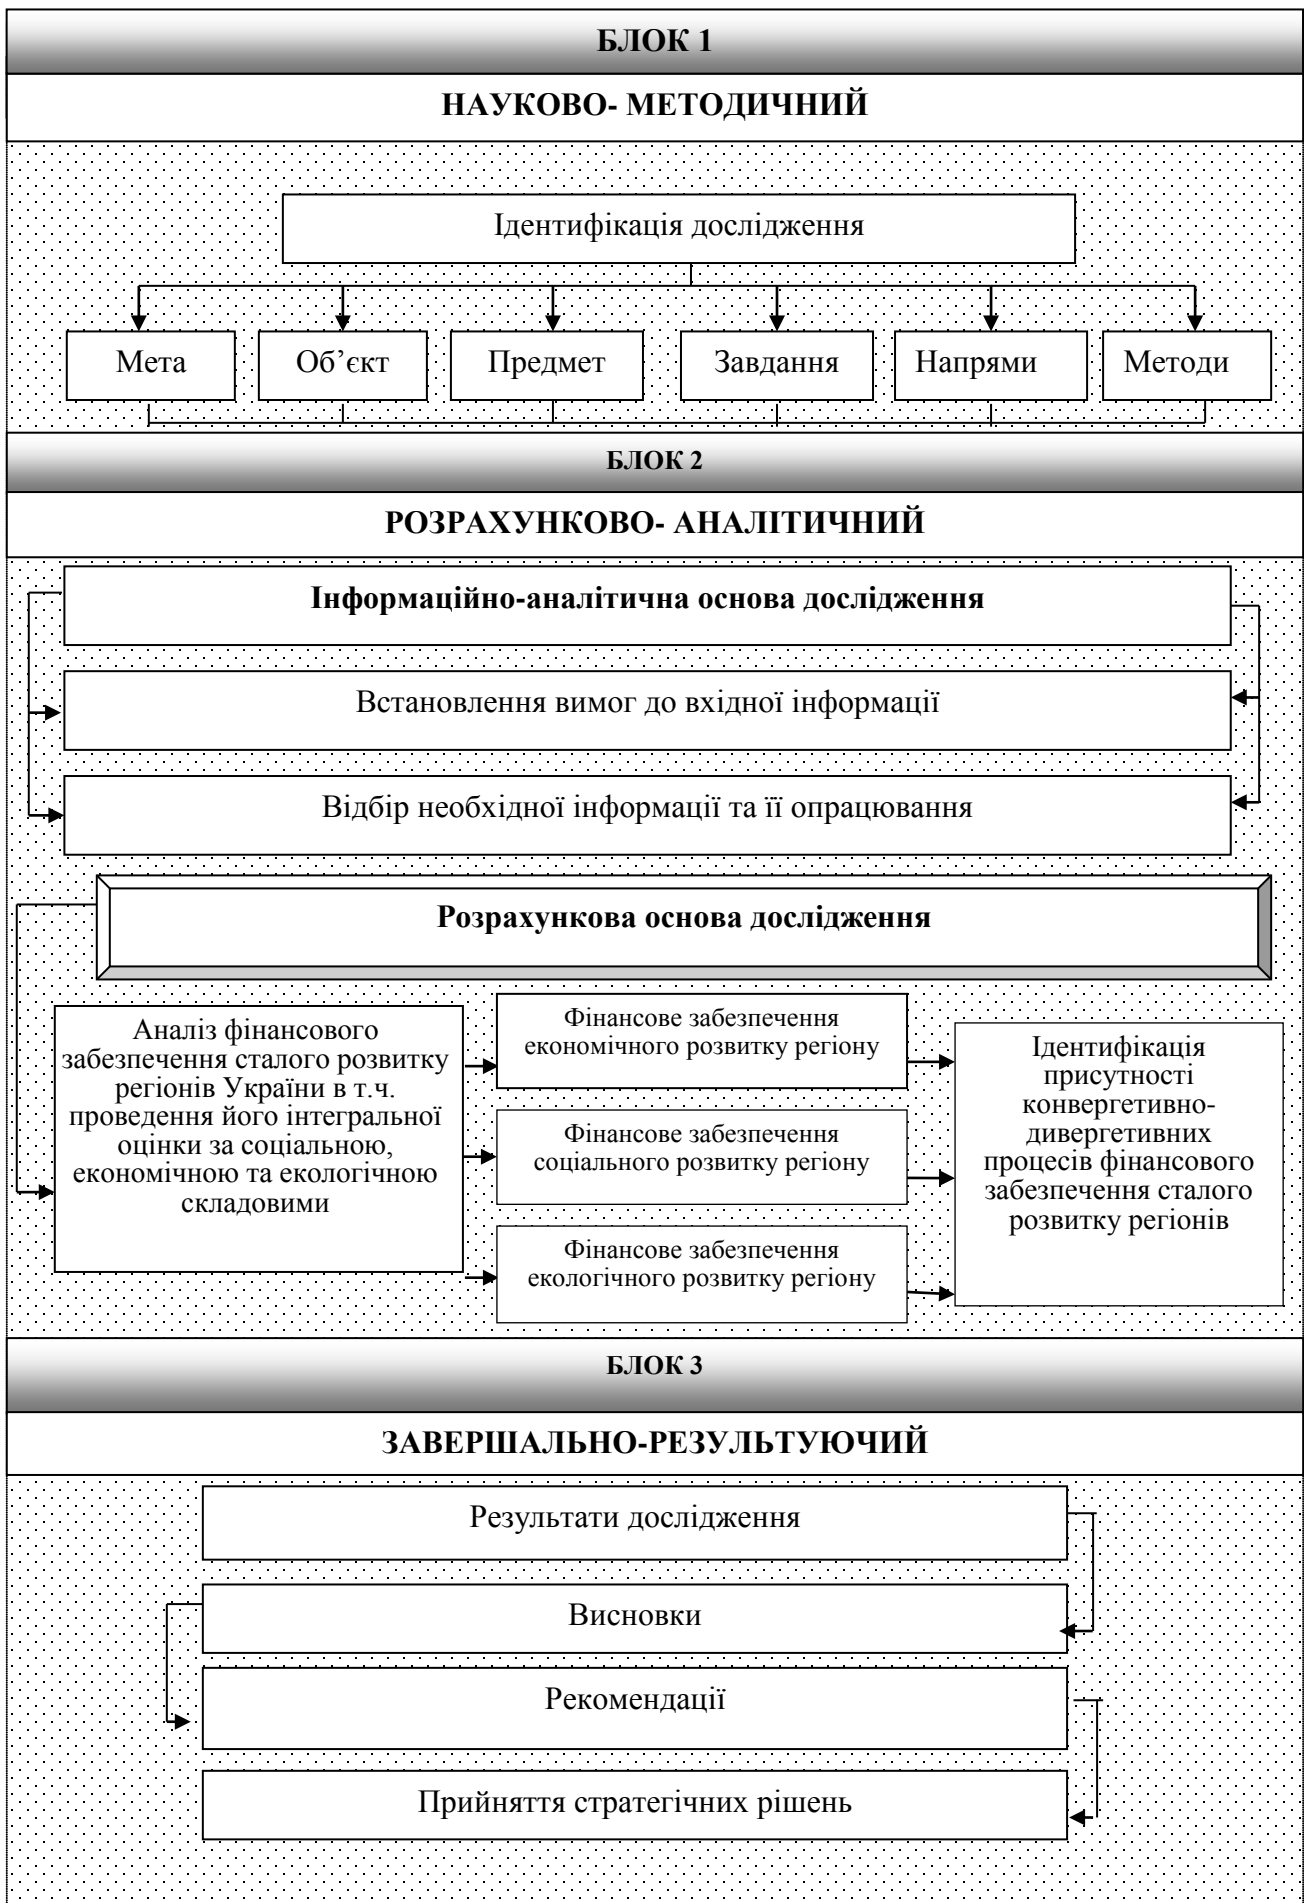 БЛОК 1
НАУКОВО- МЕТОДИЧНИЙ
Ідентифікація дослідження
Мета
Об’єкт
Предмет
Завдання
Напрями
Методи
БЛОК 2
РОЗРАХУНКОВО- АНАЛІТИЧНИЙ
Інформаційно-аналітична основа дослідження
Встановлення вимог до вхідної інформації
Відбір необхідної інформації та її опрацювання
Розрахункова основа дослідження
Аналіз фінансового
забезпечення сталого розвитку
регіонів України в т.ч.
проведення його інтегральної
оцінки за соціальною,
економічною та екологічною
складовими
Фінансове забезпечення
економічного розвитку регіону
Фінансове забезпечення
соціального розвитку регіону
Фінансове забезпечення
екологічного розвитку регіону
Ідентифікація
присутності
конвергетивно-
дивергетивних
процесів фінансового
забезпечення сталого
розвитку регіонів
БЛОК 3
ЗАВЕРШАЛЬНО-РЕЗУЛЬТУЮЧИЙ
Результати дослідження
Висновки
Рекомендації
Прийняття стратегічних рішень